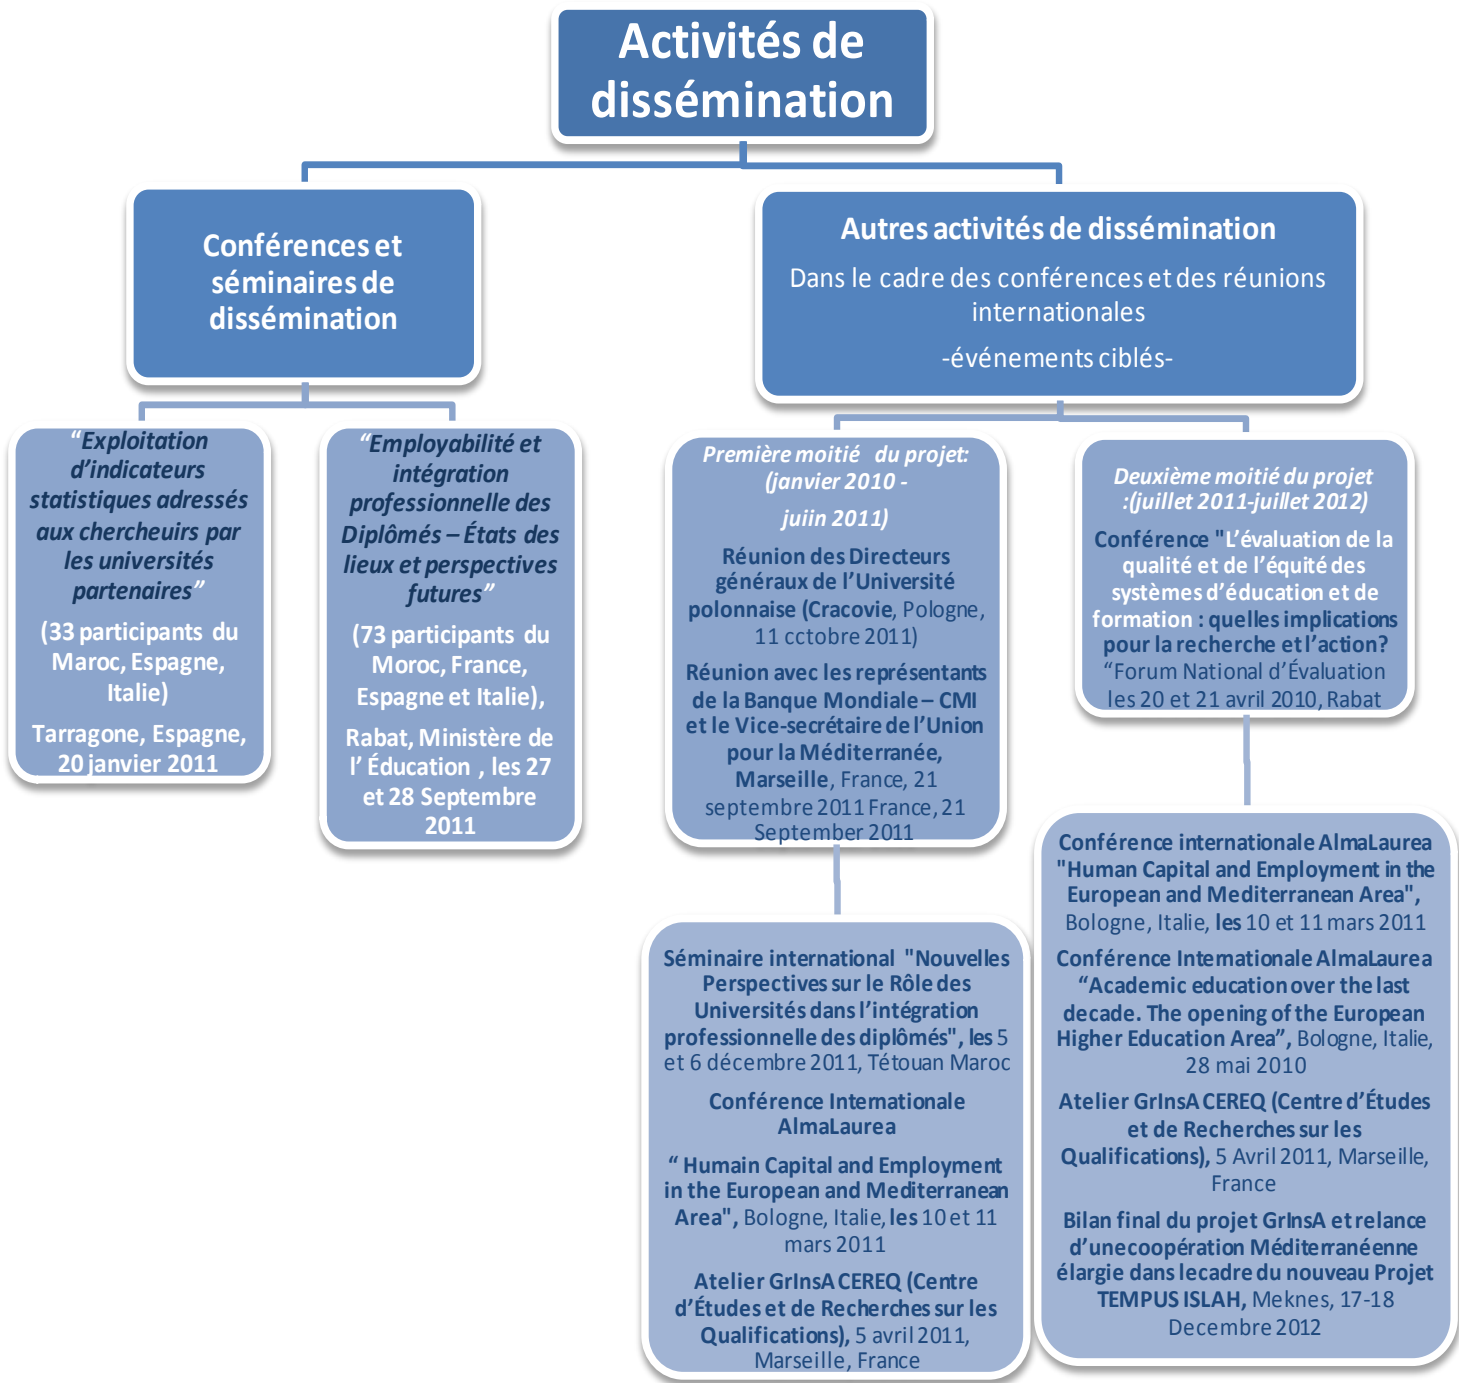 Activités de
dissémination
Conférences et
séminaires de
dissémination
Autres activités de dissémination
Dans le cadre des conférences et des réunions
internationales
-événements ciblés-
“Exploitation
d’indicateurs
statistiques adressés
aux chercheuirs par
les universités
partenaires”
(33 participants du
Maroc, Espagne,
Italie)
Tarragone, Espagne,
20 janvier 2011
“Employabilité et
intégration
professionnelle des
Diplômés – États des
lieux et perspectives
futures”
(73 participants du
Moroc, France,
Espagne et Italie),
Rabat, Ministère de
l’ Éducation , les 27
et 28 Septembre
2011
Première moitié du projet:
(janvier 2010 -
juiin 2011)
Réunion des Directeurs
généraux de l’Université
polonnaise (Cracovie, Pologne,
11 cctobre 2011)
Réunion avec les représentants
de la Banque Mondiale – CMI
et le Vice-secrétaire de l’Union
pour la Méditerranée,
Marseille, France, 21
septembre 2011 France, 21
September 2011
Deuxième moitié du projet
:(juillet 2011-juillet 2012)
Conférence "L’évaluation de la
qualité et de l’équité des
systèmes d’éducation et de
formation : quelles implications
pour la recherche et l’action?
“Forum National d’Évaluation
les 20 et 21 avril 2010, Rabat
Séminaire international "Nouvelles
Perspectives sur le Rôle des
Universités dans l’intégration
professionnelle des diplômés", les 5
et 6 décembre 2011, Tétouan Maroc
Conférence Internationale
AlmaLaurea
“ Humain Capital and Employment
in the European and Mediterranean
Area", Bologne, Italie, les 10 et 11
mars 2011
Atelier GrInsA CEREQ (Centre
d’Études et de Recherches sur les
Qualifications), 5 avril 2011,
Marseille, France
Conférence internationale AlmaLaurea
"Human Capital and Employment in the
European and Mediterranean Area",
Bologne, Italie, les 10 et 11 mars 2011
Conférence Internationale AlmaLaurea
“Academic education over the last
decade. The opening of the European
Higher Education Area”, Bologne, Italie,
28 mai 2010
Atelier GrInsA CEREQ (Centre d’Études
et de Recherches sur les
Qualifications), 5 Avril 2011, Marseille,
France
Bilan final du projet GrInsA et relance
d’unecoopération Méditerranéenne
élargie dans lecadre du nouveau Projet
TEMPUS ISLAH, Meknes, 17-18
Decembre 2012